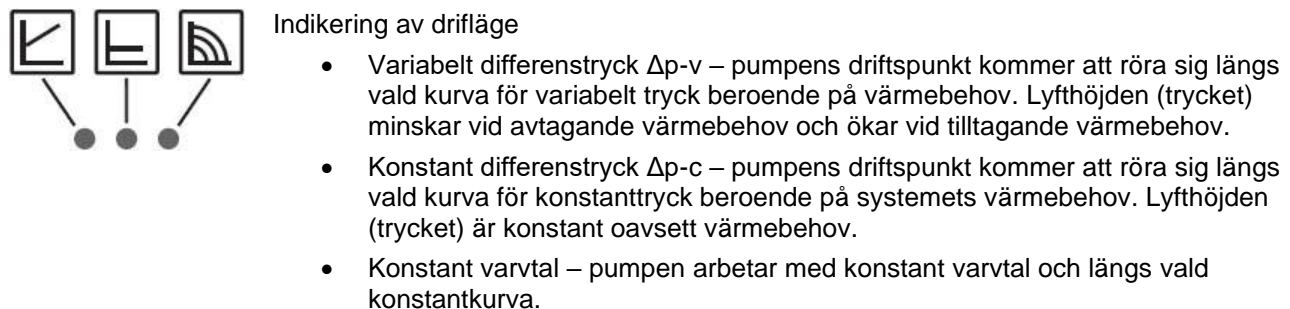 Indikering av drifläge
• Variabelt differenstryck Δp-v – pumpens driftspunkt kommer att röra sig längs
vald kurva för variabelt tryck beroende på värmebehov. Lyfthöjden (trycket)
minskar vid avtagande värmebehov och ökar vid tilltagande värmebehov.
• Konstant differenstryck Δp-c – pumpens driftspunkt kommer att röra sig längs
vald kurva för konstanttryck beroende på systemets värmebehov. Lyfthöjden
(trycket) är konstant oavsett värmebehov.
• Konstant varvtal – pumpen arbetar med konstant varvtal och längs vald
konstantkurva.